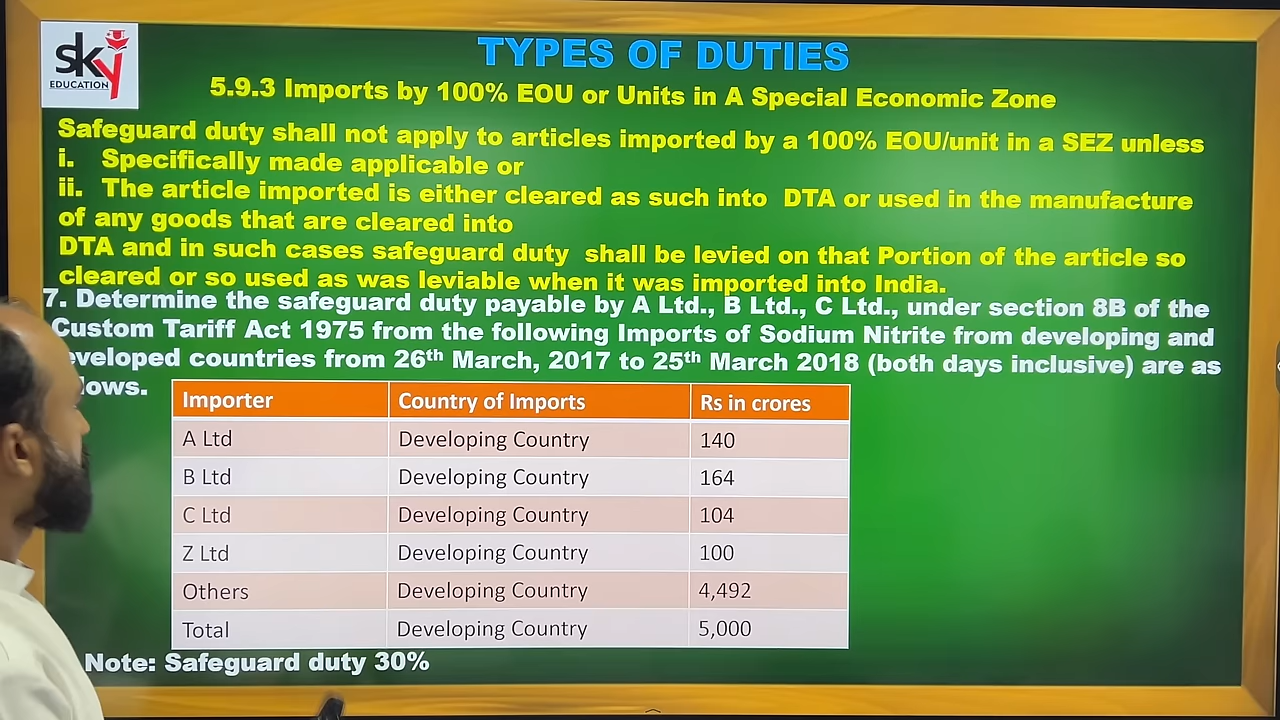 sky
EDUCATION
TYPES OF DUTIES
5.9.3 Imports by 100% EOU or Units in A Special Economic Zone
Safeguard duty shall not apply to articles imported by a 100% EOU/unit in a SEZ unless
i. Specifically made applicable or
ii. The article imported is either cleared as such into DTA or used in the manufacture
of any goods that are cleared into
DTA and in such cases safeguard duty shall be levied on that Portion of the article so
cleared or so used as was leviable when it was imported into India.
7. Determine the safeguard duty payable by A Ltd., B Ltd., C Ltd., under section 8B of the
Custom Tariff Act 1975 from the following Imports of Sodium Nitrite from developing and
eveloped countries from 26th March, 2017 to 25th March 2018 (both days inclusive) are as
lows.
Importer Country of Imports Rs in crores
A Ltd Developing Country 140
B Ltd Developing Country 164
C Ltd Developing Country 104
Z Ltd Developing Country 100
Others Developing Country 4,492
Total Developing Country 5,000
Note: Safeguard duty 30%